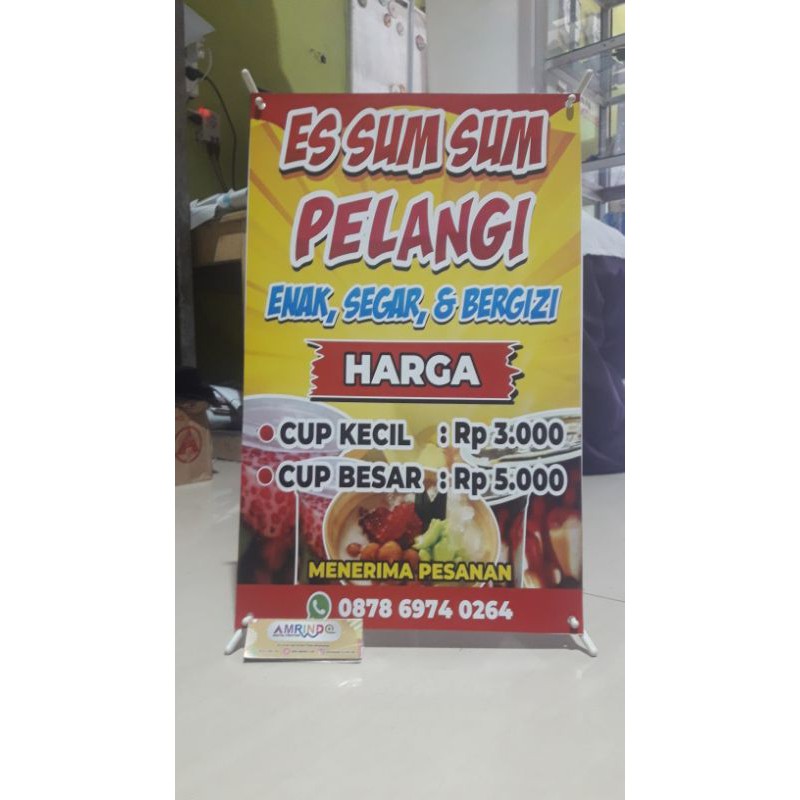 ES SUM SUM
PELANGI
ENAK, SEGAR, & BERGIZI
HARGA
CUP KECIL : Rp 3.000
CUP BESAR : Rp 5.000
MENERIMA PESANAN
0878 6974 0264
AMRINDO